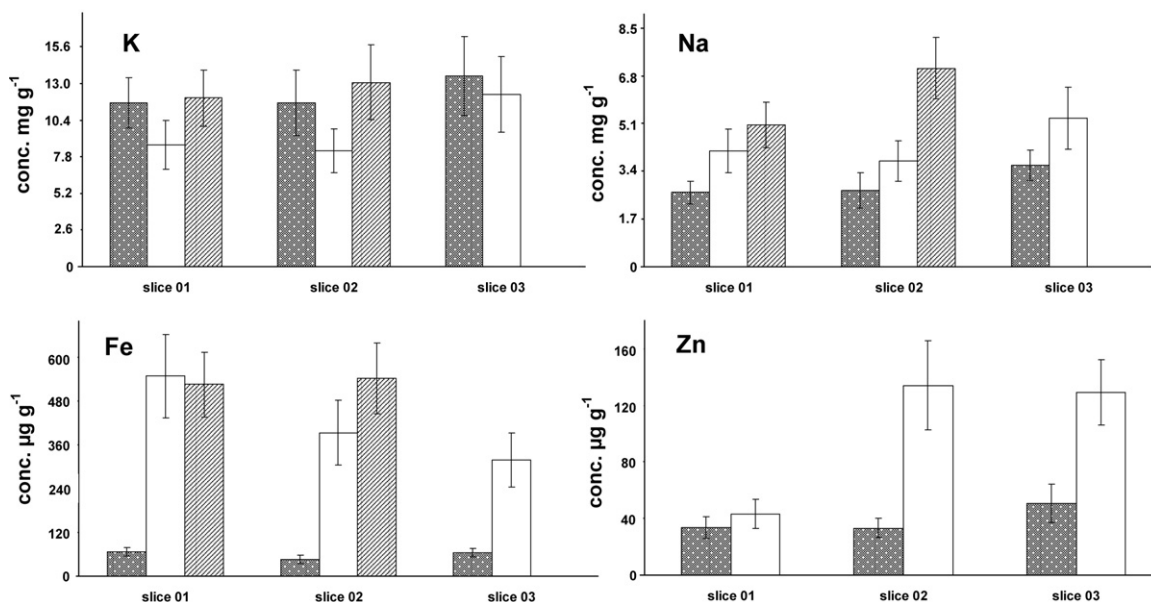 K
conc. mg g-1
15.6
13.0
10.4
7.8
5.2
2.6
0
slice 01 slice 02 slice 03
Na
conc. mg g-1
8.5
6.8
5.1
3.4
1.7
0
slice 01 slice 02 slice 03
Fe
conc. µg g-1
600
480
360
240
120
0
slice 01 slice 02 slice 03
Zn
conc. µg g-1
160
120
80
40
0
slice 01 slice 02 slice 03